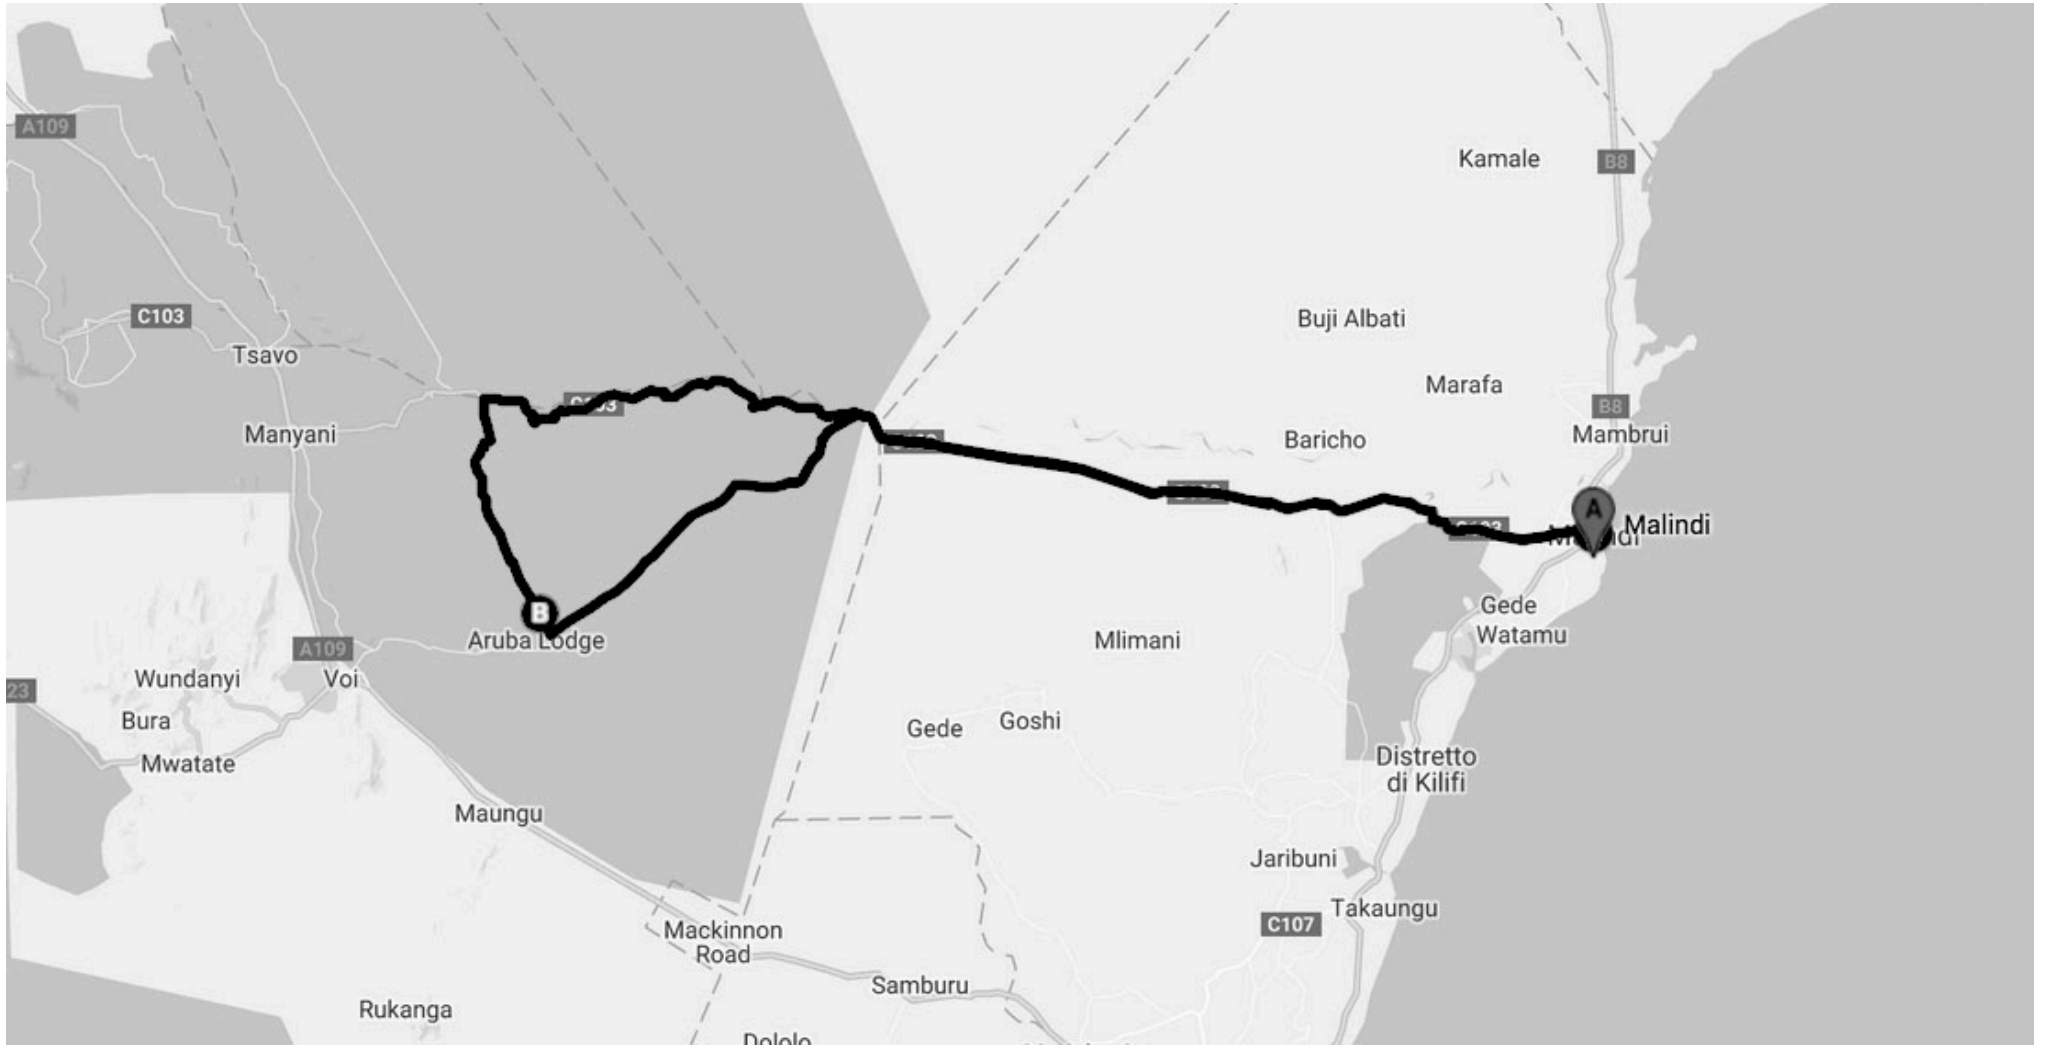 A109
Kamale
B8
C103
Buji Albati
Tsavo
Marafa
B8
Manyani
Baricho
Mambrui
A
Malindi
B
Gede
Watamu
Aruba Lodge
Mlimani
A109
Wundanyi
Voi
23
Bura
Gede
Goshi
Mwatate
Distretto
di Kilifi
Maungu
Jaribuni
Takaungu
C107
Mackinnon
Road
Samburu
Rukanga